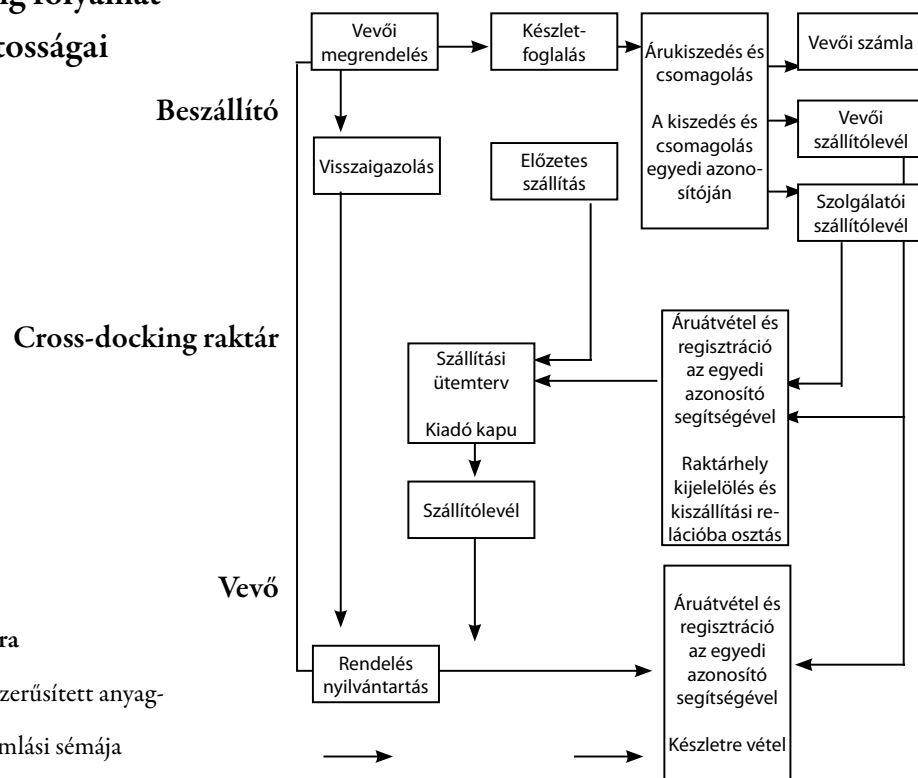 ng folyamat
tosságai
Beszállító
Cross-docking raktár
Vevő
ra
zerűsített anyag-
mlási sémája
Vevői
megrendelés
Készlet-
foglalás
Árukiszedés és
csomagolás
A kiszedés és
csomagolás
egyedi azono-
sítóján
Vevői számla
Vevői
szállítólevél
Szolgálatói
szállítólevél
Visszaigazolás
Előzetes
szállítás
Szállítási
ütemterv
Kiadó kapu
Áruátvétel és
regisztráció
az egyedi
azonosító
segítségével
Raktárhely
kijelelölés és
kiszállítási re-
lációba osztás
Szállítólevél
Rendelés
nyilvántartás
Áruátvétel és
regisztráció
az egyedi
azonosító
segítségével
Készletre vétel